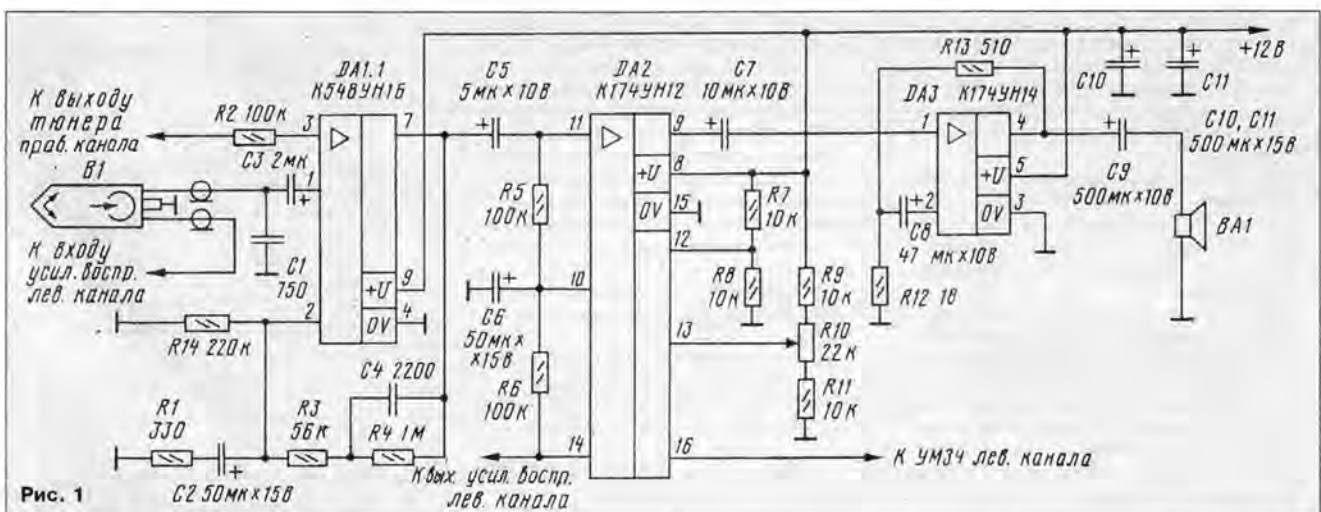 К выходу
тюнера
прав. канала
B1
К входу
усил. воспр.
лев. канала
R2 100к
C3 2мк
C1
750
DA1.1
К548УН1Б
3
1
2
7
9
+U
4
0V
R14 220к
R1
330
C2 50мк×15В
R3
56к
C4 2200
R4 1М
C5
5мк×10В
R5
100к
C6
50мк×
×15В
R6
100к
К вых. усил. воспр.
лев. канала
DA2
К174УН12
11
10
14
9
8
+U
15
0V
12
13
16
C7
10мк×10В
R7
10к
R8
10к
R9
10к
R10
22к
R11
10к
К УМЗЧ лев. канала
R13 510
DA3 К174УН14
1
2
4
+U
5
0V
3
C8
47 мк×10В
R12 18
C9
500мк×10В
C10
C11
+12В
C10, C11
500мк×15В
BA1
Рис. 1